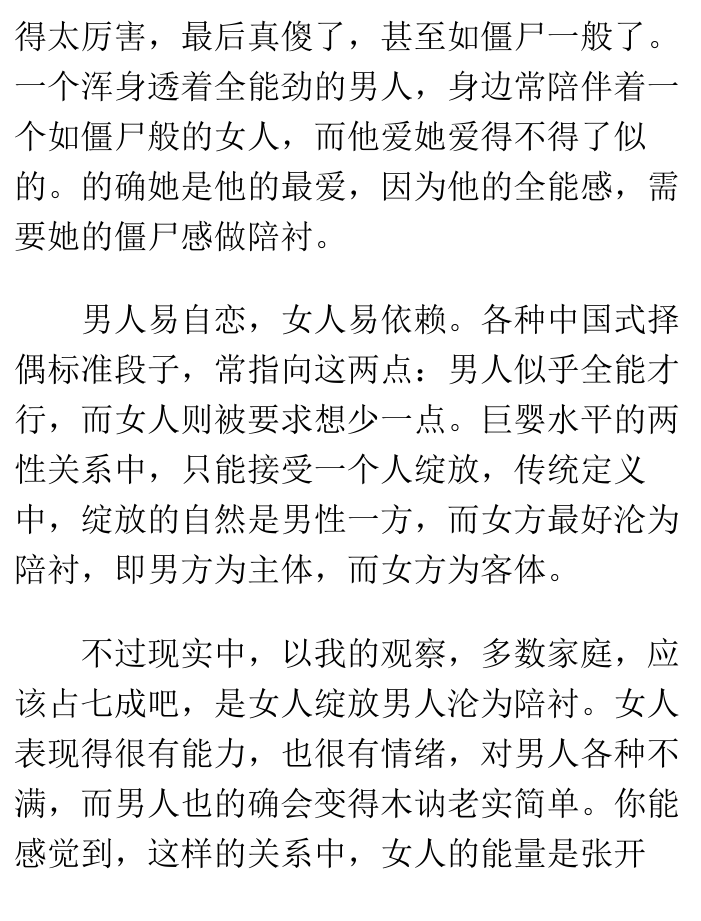 得太厉害，最后真傻了，甚至如僵尸一般了。
一个浑身透着全能劲的男人，身边常陪伴着一
个如僵尸般的女人，而他爱她爱得不得了似
的。的确她是他的最爱，因为他的全能感，需
要她的僵尸感做陪衬。
男人易自恋，女人易依赖。各种中国式择
偶标准段子，常指向这两点：男人似乎全能才
行，而女人则被要求想少一点。巨婴水平的两
性关系中，只能接受一个人绽放，传统定义
中，绽放的自然是男性一方，而女方最好沦为
陪衬，即男方为主体，而女方为客体。
不过现实中，以我的观察，多数家庭，应
该占七成吧，是女人绽放男人沦为陪衬。女人
表现得很有能力，也很有情绪，对男人各种不
满，而男人也的确会变得木讷老实简单。你能
感觉到，这样的关系中，女人的能量是张开